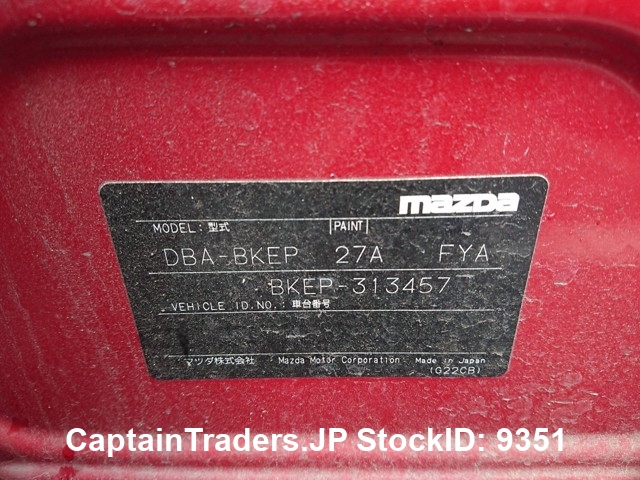 mazda
MODEL: 型式 PAINT
DBA-BKEP 27A FYA
BKEP-313457
VEHICLE ID.NO.: 車台番号
マツダ株式会社 Mazda Motor Corporation Made in Japan
(G22CB)
CaptainTraders.JP StockID: 9351